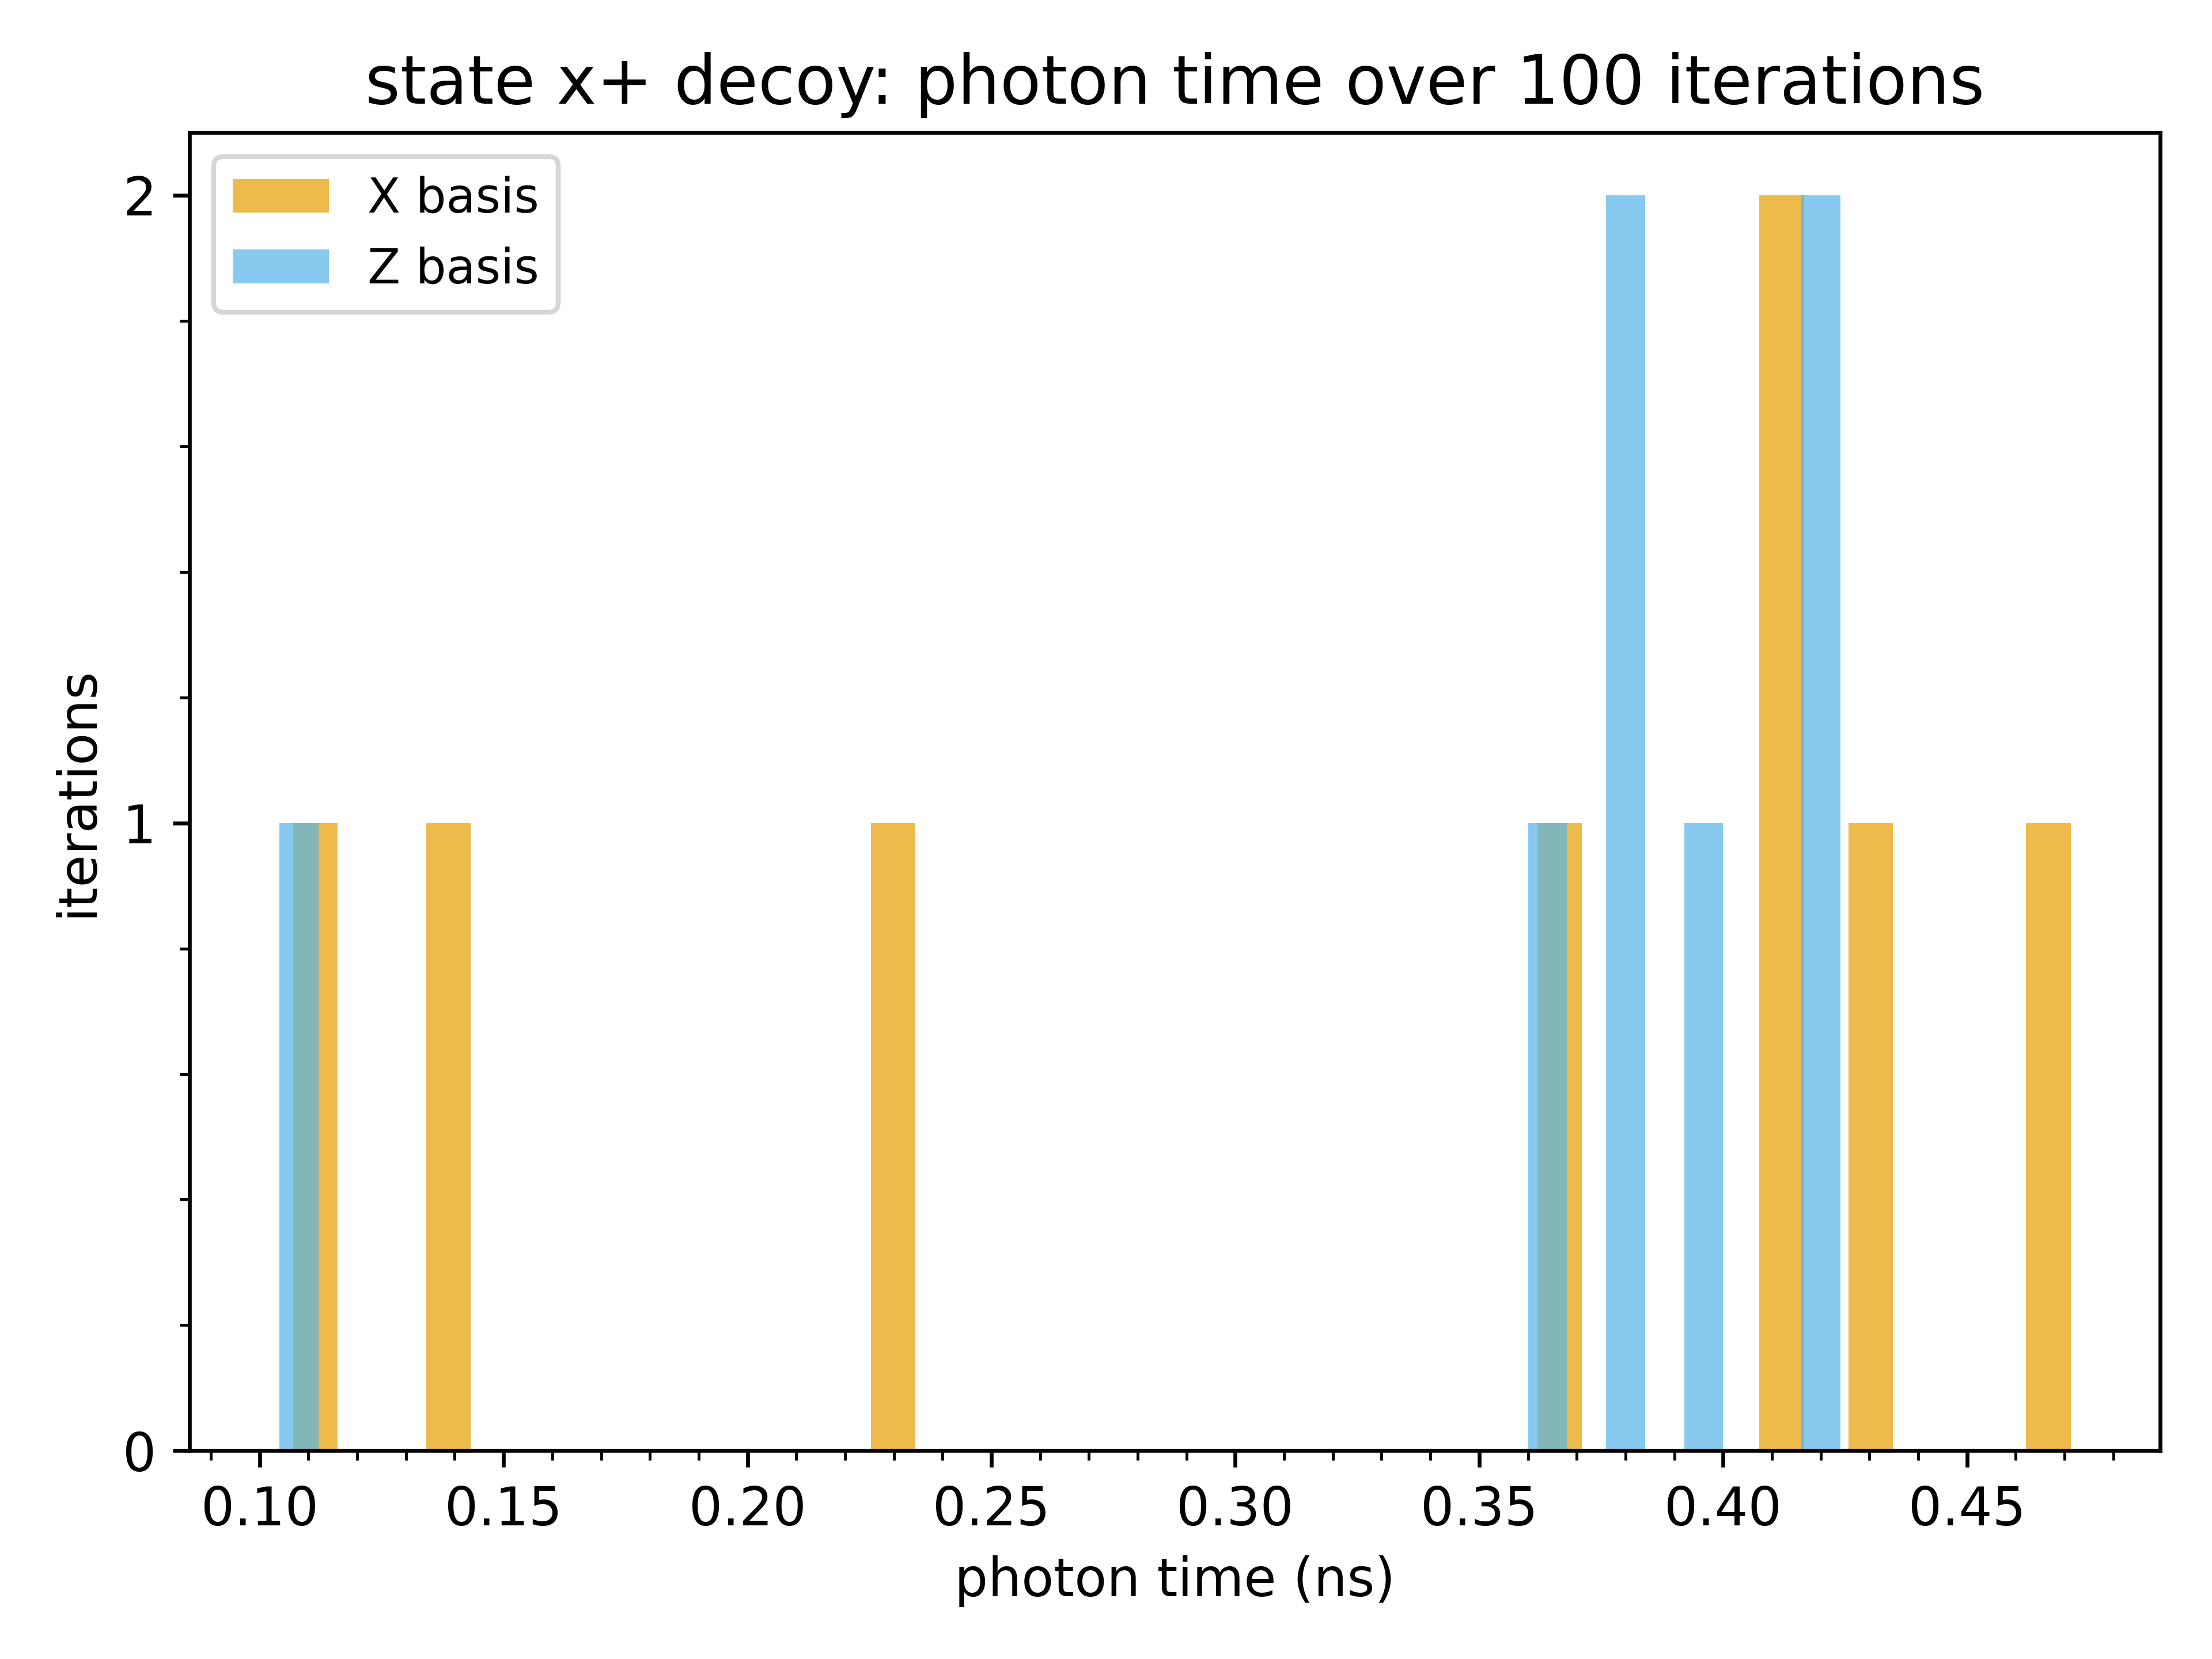 state x+ decoy: photon time over 100 iterations
X basis
Z basis
2
1
0
iterations
0.10 0.15 0.20 0.25 0.30 0.35 0.40 0.45
photon time (ns)